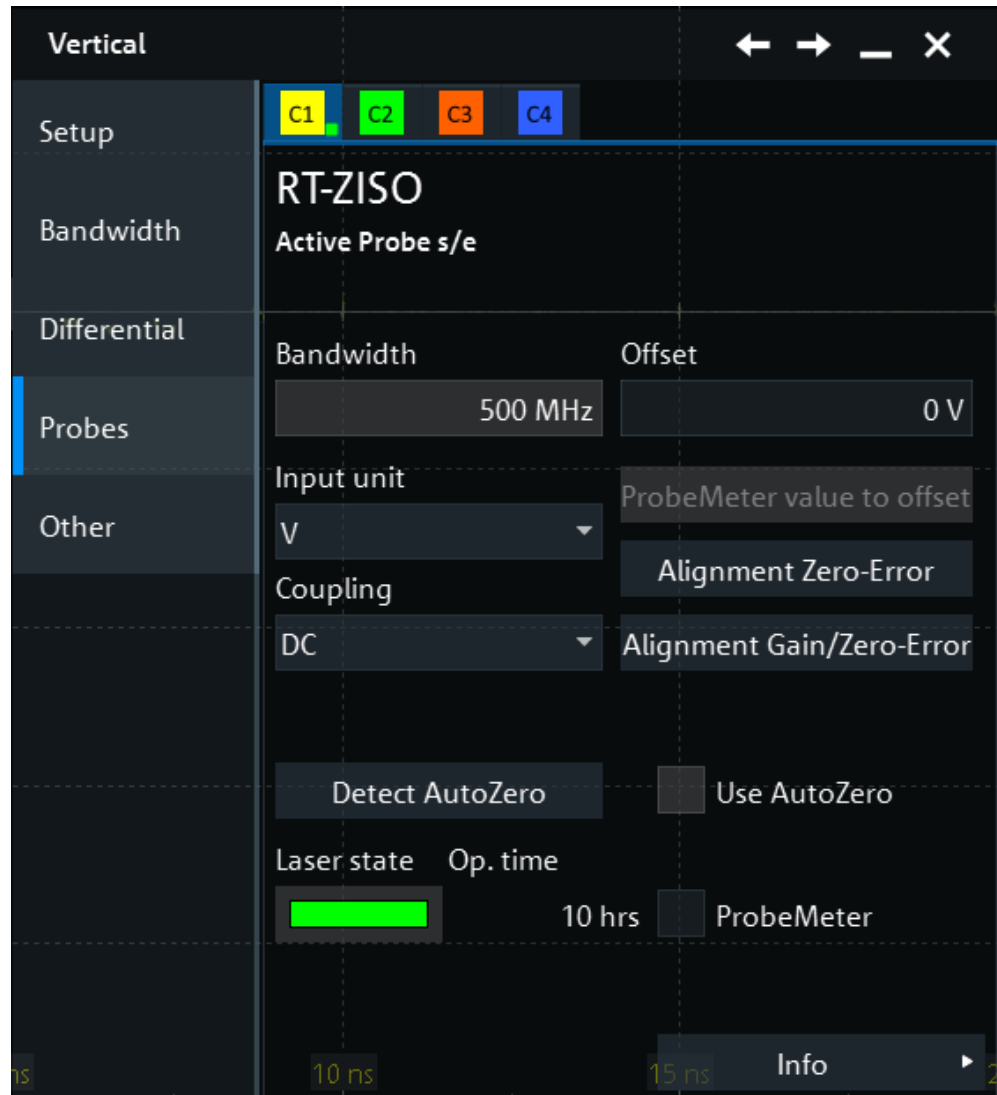 Vertical
Setup
Bandwidth
Differential
Probes
Other
C1 C2 C3 C4
RT-ZISO
Active Probe s/e
Bandwidth Offset
500 MHz 0 V
Input unit
V
ProbeMeter value to offset
Alignment Zero-Error
Coupling
DC
Alignment Gain/Zero-Error
Detect AutoZero Use AutoZero
Laser state Op. time
10 hrs ProbeMeter
Info
ns 10 ns 15 ns 2